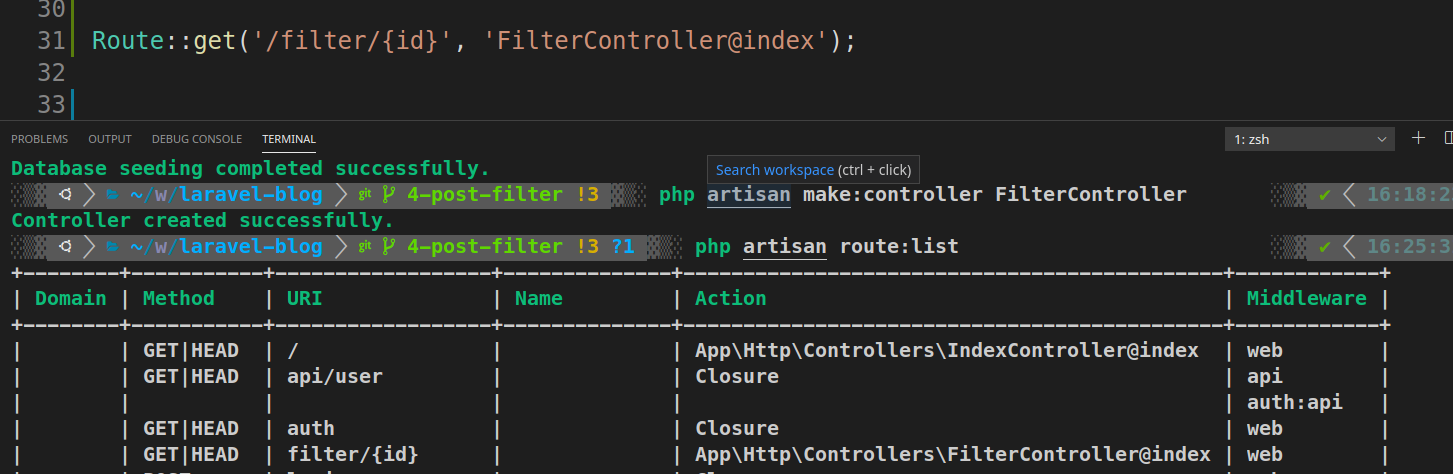 30
31 Route::get('/filter/{id}', 'FilterController@index');
32
33
PROBLEMS OUTPUT DEBUG CONSOLE TERMINAL 1: zsh
Database seeding completed successfully.
Search workspace (ctrl + click)
~/w/laravel-blog git 4-post-filter !3 php artisan make:controller FilterController ✔ 16:18:2
Controller created successfully.
~/w/laravel-blog git 4-post-filter !3 ?1 php artisan route:list ✔ 16:25:3
+--------+-----------+------------------+--------------+---------------------------------------------+------------+
| Domain | Method | URI | Name | Action | Middleware |
+--------+-----------+------------------+--------------+---------------------------------------------+------------+
| | GET|HEAD | / | | App\Http\Controllers\IndexController@index | web |
| | GET|HEAD | api/user | | Closure | api |
| | | | | | auth:api |
| | GET|HEAD | auth | | Closure | web |
| | GET|HEAD | filter/{id} | | App\Http\Controllers\FilterController@index | web |